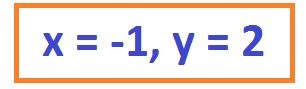 x = -1, y = 2